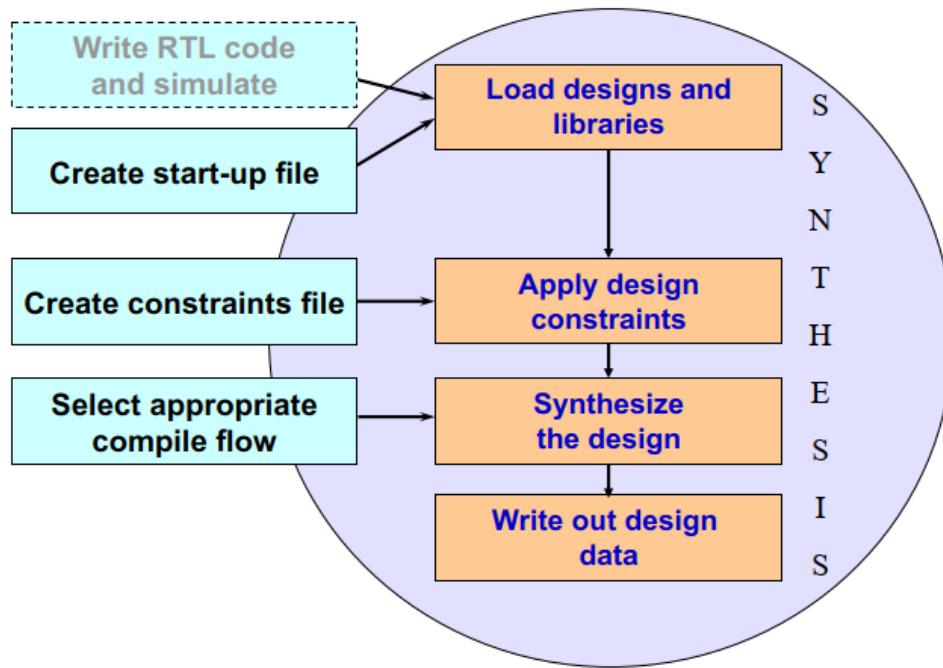 Write RTL code
and simulate
Load designs and
libraries
Create start-up file
Create constraints file
Apply design
constraints
Select appropriate
compile flow
Synthesize
the design
Write out design
data
S
Y
N
T
H
E
S
I
S